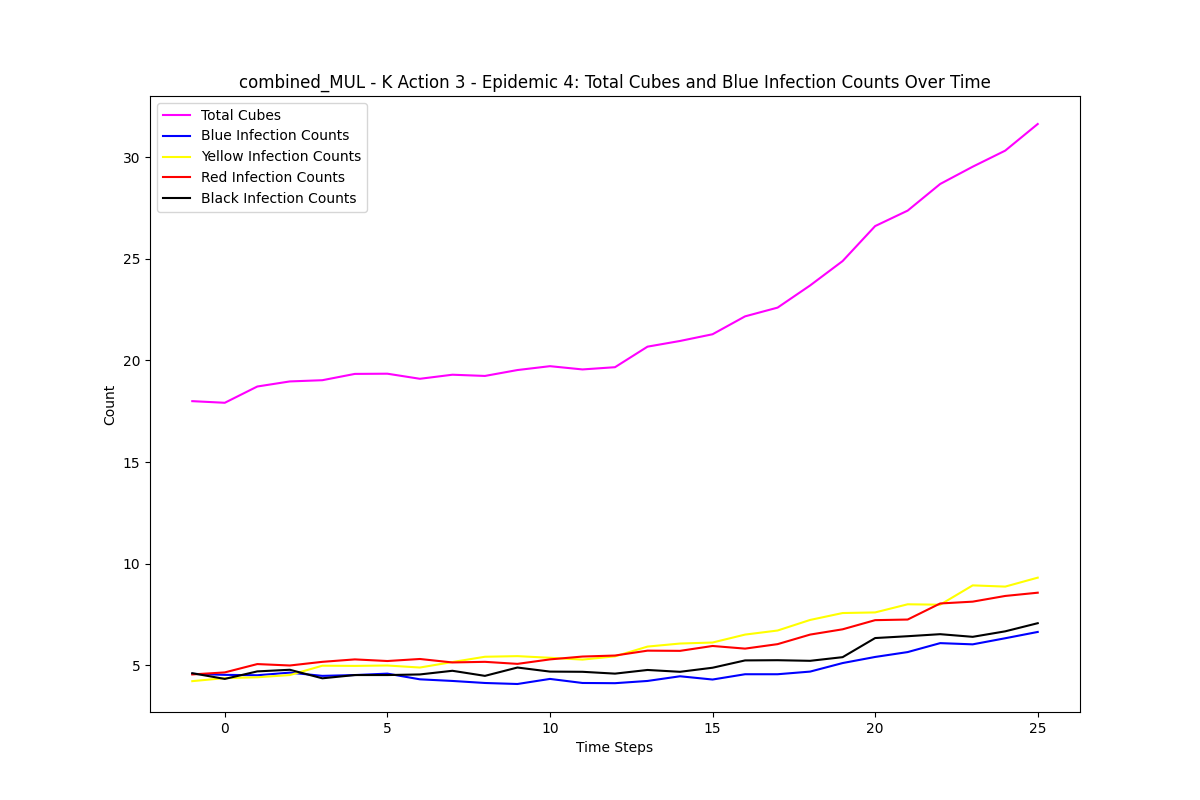 combined_MUL - K Action 3 - Epidemic 4: Total Cubes and Blue Infection Counts Over Time
Total Cubes
Blue Infection Counts
Yellow Infection Counts
Red Infection Counts
Black Infection Counts
30
25
20
15
10
5
Count
0 5 10 15 20 25
Time Steps